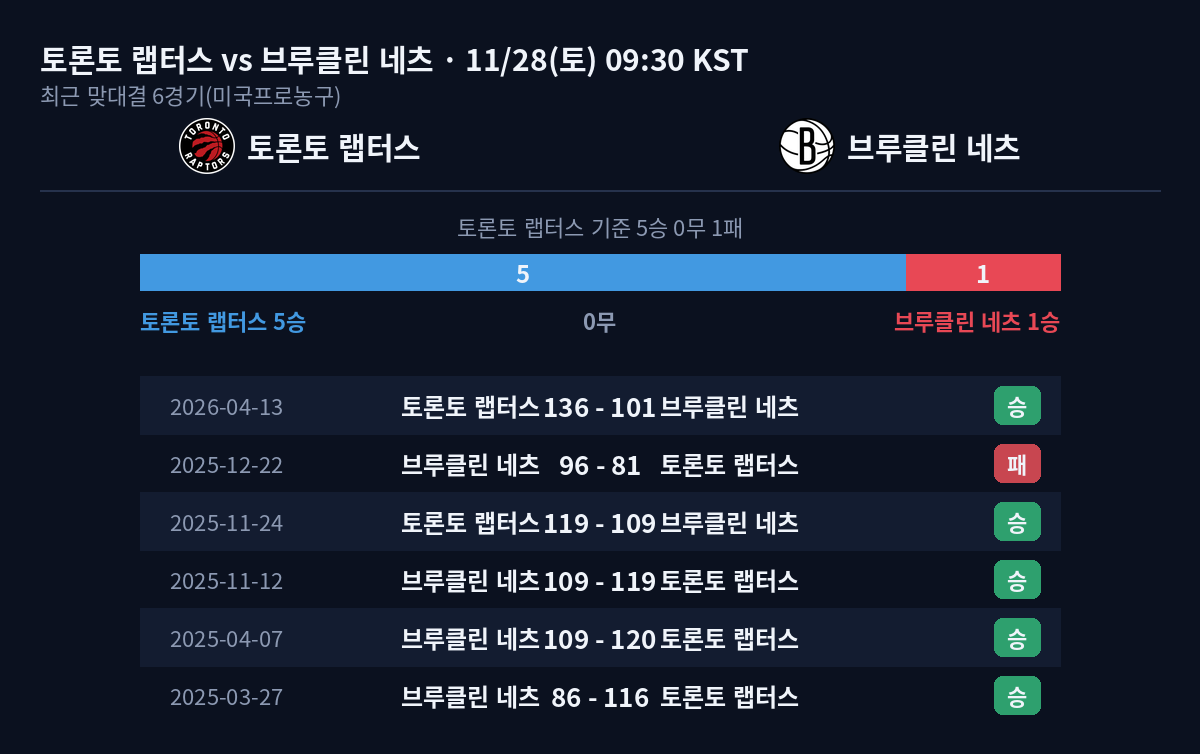 토론토 랩터스 vs 브루클린 네츠 · 11/28(토) 09:30 KST
최근 맞대결 6경기(미국프로농구)
TORONTO RAPTORS 토론토 랩터스
B 브루클린 네츠
토론토 랩터스 기준 5승 0무 1패
5 1
토론토 랩터스 5승 0무 브루클린 네츠 1승
2026-04-13 토론토 랩터스 136 - 101 브루클린 네츠 승
2025-12-22 브루클린 네츠 96 - 81 토론토 랩터스 패
2025-11-24 토론토 랩터스 119 - 109 브루클린 네츠 승
2025-11-12 브루클린 네츠 109 - 119 토론토 랩터스 승
2025-04-07 브루클린 네츠 109 - 120 토론토 랩터스 승
2025-03-27 브루클린 네츠 86 - 116 토론토 랩터스 승